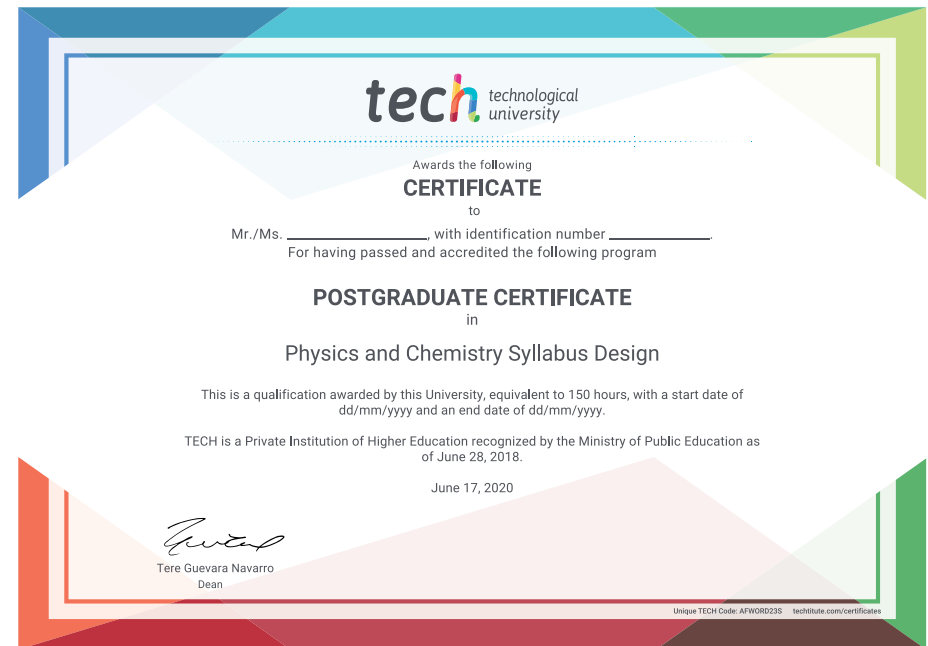 tech technological
university
Awards the following
CERTIFICATE
to
Mr./Ms. ____________, with identification number ____________.
For having passed and accredited the following program
POSTGRADUATE CERTIFICATE
in
Physics and Chemistry Syllabus Design
This is a qualification awarded by this University, equivalent to 150 hours, with a start date of
dd/mm/yyyy and an end date of dd/mm/yyyy.
TECH is a Private Institution of Higher Education recognized by the Ministry of Public Education as
of June 28, 2018.
June 17, 2020
Tere Guevara Navarro
Dean
Unique TECH Code: AFWORD23S techtitute.com/certificates